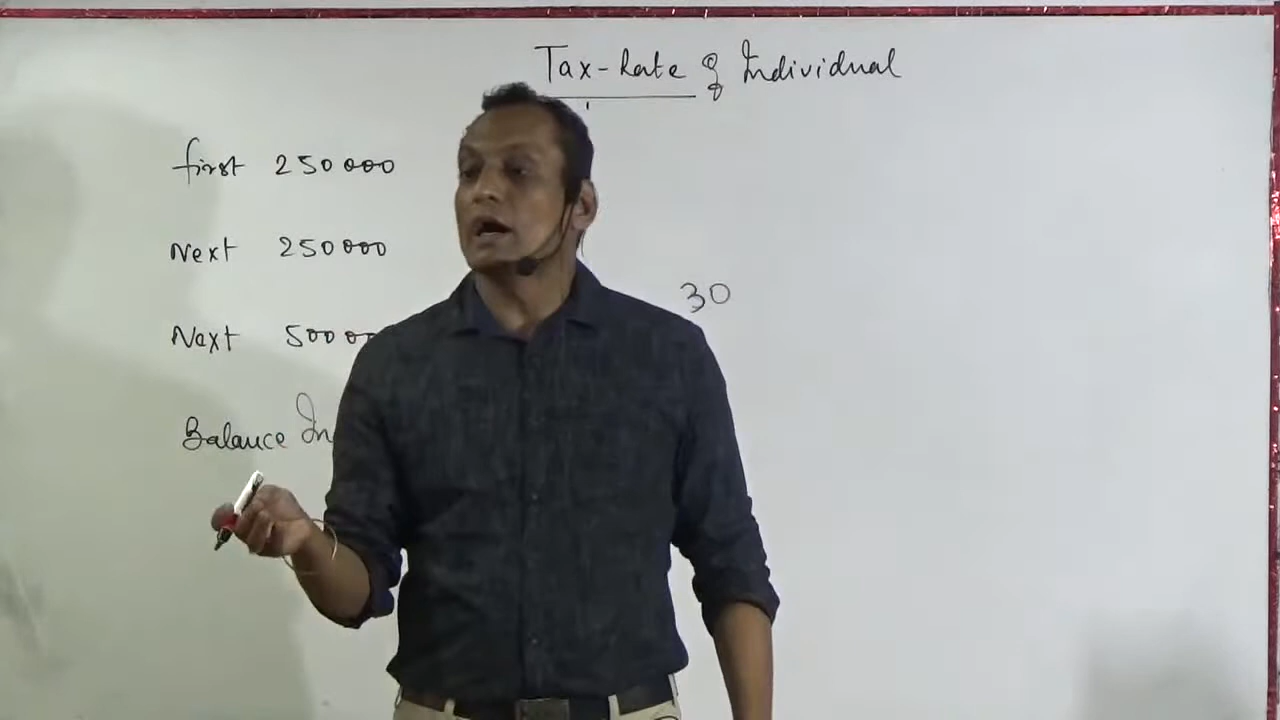 Tax-Rate of Individual
first 250000
Next 250000
30
Next
Balance